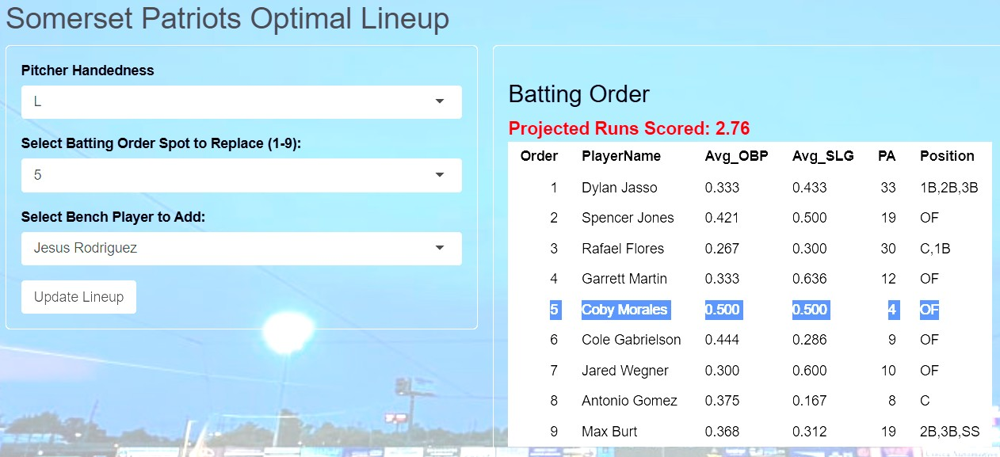 Somerset Patriots Optimal Lineup
Pitcher Handedness
L
Select Batting Order Spot to Replace (1-9):
5
Select Bench Player to Add:
Jesus Rodriguez
Update Lineup
Batting Order
Projected Runs Scored: 2.76
Order PlayerName Avg_OBP Avg_SLG PA Position
1 Dylan Jasso 0.333 0.433 33 1B,2B,3B
2 Spencer Jones 0.421 0.500 19 OF
3 Rafael Flores 0.267 0.300 30 C,1B
4 Garrett Martin 0.333 0.636 12 OF
5 Coby Morales 0.500 0.500 4 OF
6 Cole Gabrielson 0.444 0.286 9 OF
7 Jared Wegner 0.300 0.600 10 OF
8 Antonio Gomez 0.375 0.167 8 C
9 Max Burt 0.368 0.312 19 2B,3B,SS